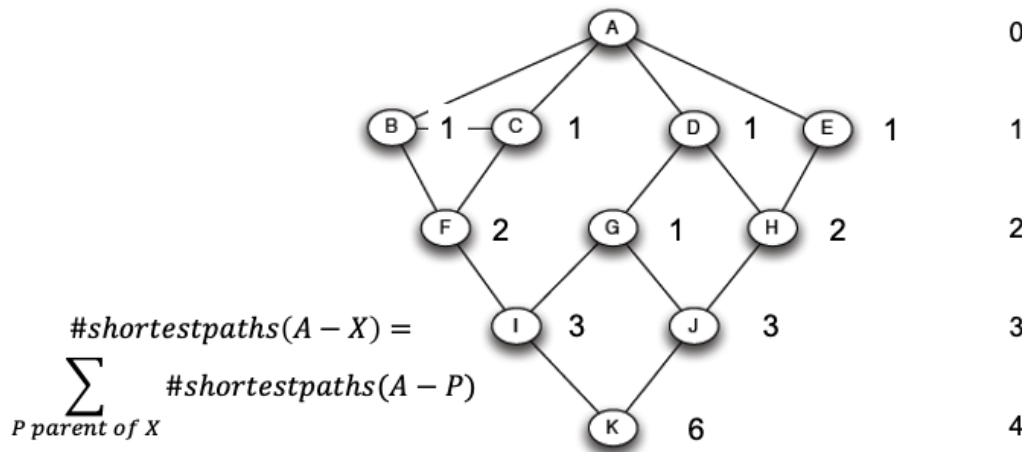 A 0
B 1 C 1 D 1 E 1 1
F 2 G 1 H 2 2
#shortestpaths(A − X) = I 3 J 3 3
∑ #shortestpaths(A − P)
P parent of X
K 6 4